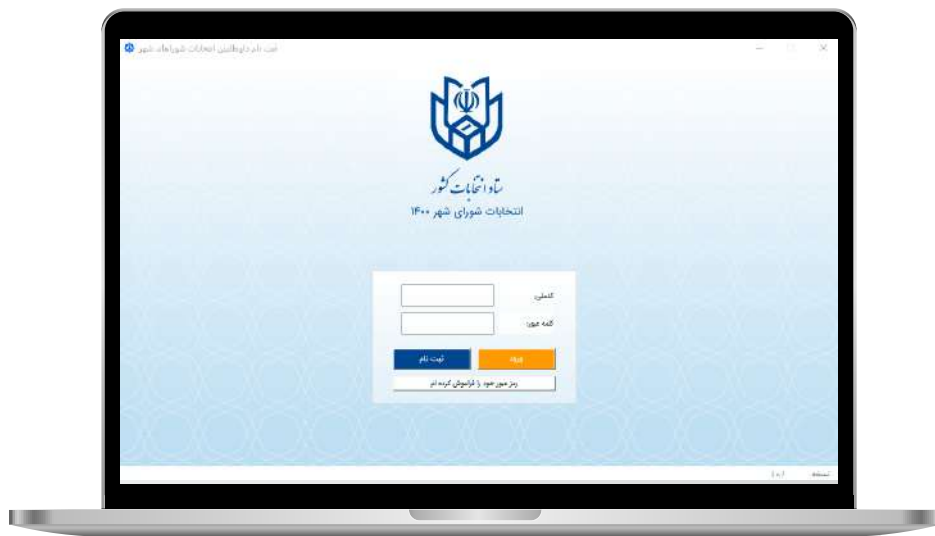 ثبت نام داوطلبین انتخابات شوراهای شهر
ستاد انتخابات کشور
انتخابات شورای شهر ۱۴۰۰
کدملی:
کلمه عبور:
ورود
ثبت نام
رمز عبور خود را فراموش کرده ام
نسخه